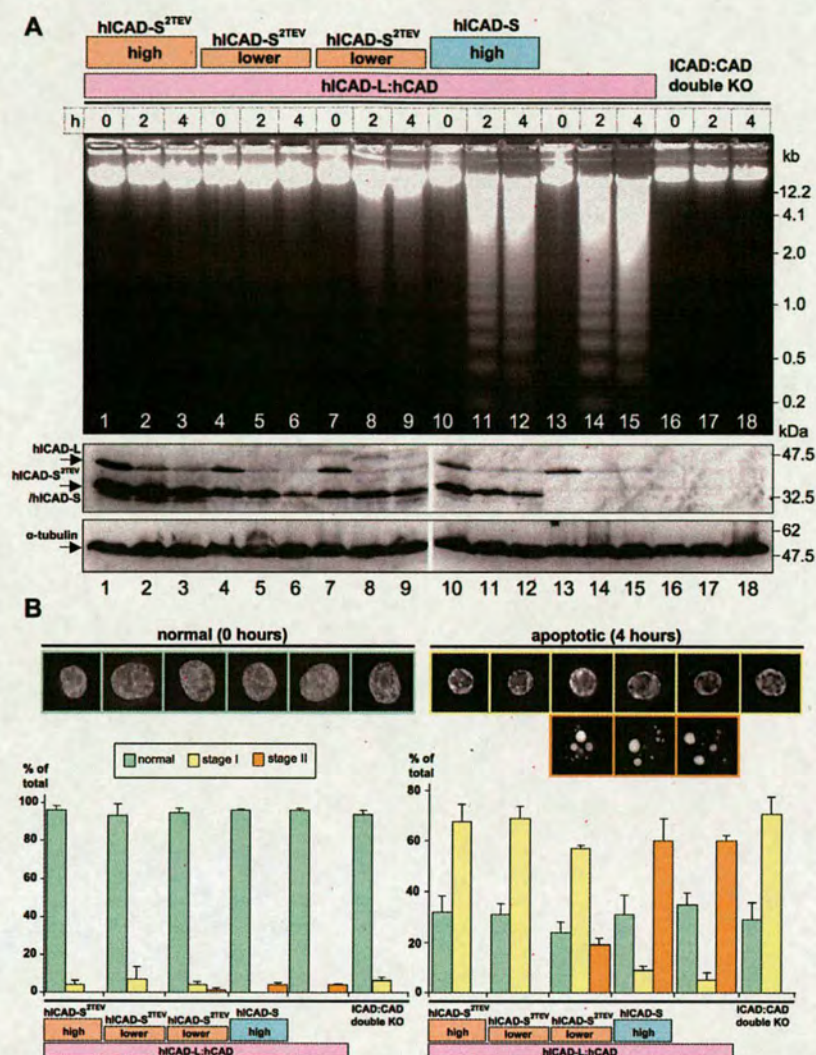 A
hICAD-S2TEV hICAD-S2TEV hICAD-S2TEV hICAD-S
high lower lower high
ICAD:CAD
double KO
hICAD-L:hCAD
h 0 2 4 0 2 4 0 2 4 0 2 4 0 2 4 0 2 4
kb
12.2
4.1
2.0
1.0
0.5
0.2
1 2 3 4 5 6 7 8 9 10 11 12 13 14 15 16 17 18
kDa
hICAD-L
47.5
hICAD-S2TEV
/hICAD-S
32.5
α-tubulin
62
47.5
1 2 3 4 5 6 7 8 9 10 11 12 13 14 15 16 17 18
B
normal (0 hours) apoptotic (4 hours)
normal stage I stage II
% of
total
100
80
60
40
20
0
% of
total
80
60
40
20
0
hICAD-S2TEV hICAD-S2TEV hICAD-S2TEV hICAD-S
high lower lower high
ICAD:CAD
double KO
hICAD-L:hCAD
hICAD-S2TEV hICAD-S2TEV hICAD-S2TEV hICAD-S
high lower lower high
ICAD:CAD
double KO
hICAD-L:hCAD